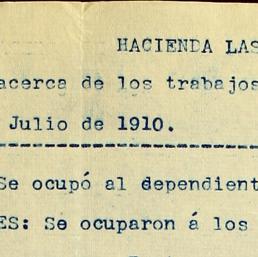 HACIENDA LAS
acerca de los trabajos
Julio de 1910.
Se ocupó al dependient
ES: Se ocuparon á los